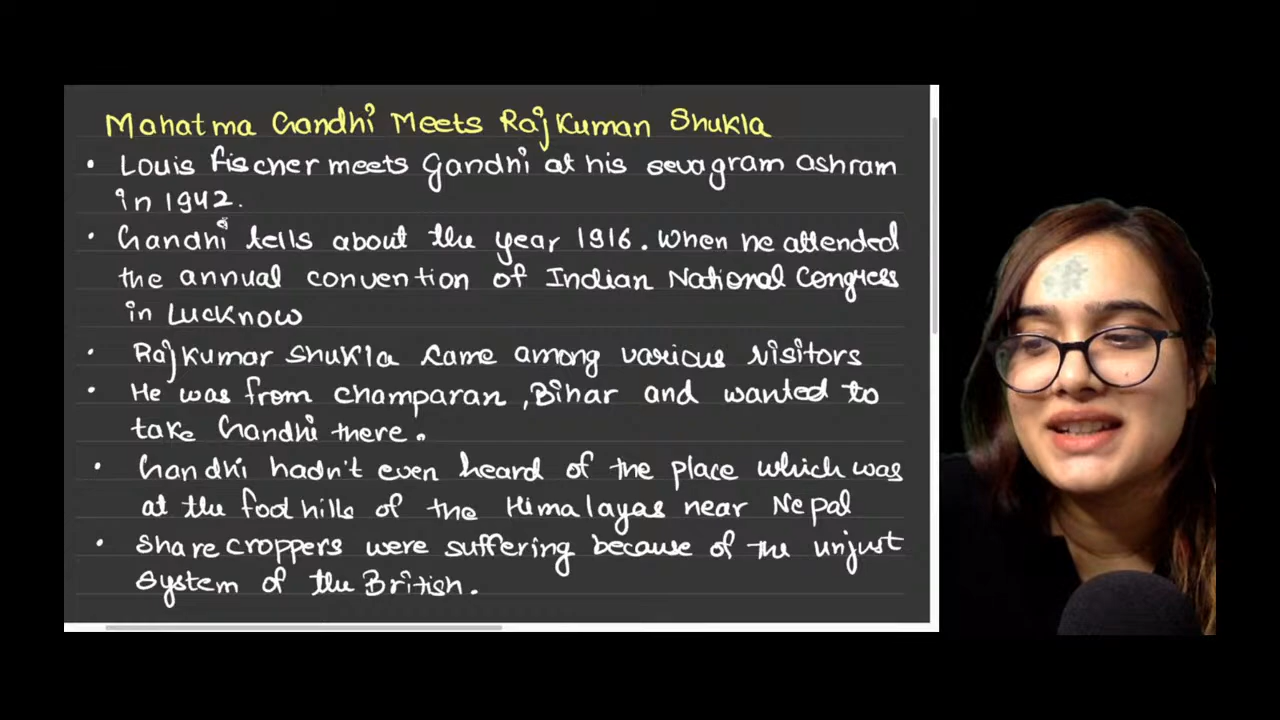 Mahatma Gandhi Meets Rajkuman Shukla
• Louis fischer meets Gandhi at his sevagram ashram
in 1942.
• Gandhi tells about the year 1916. When he attended
the annual convention of Indian National Congress
in Lucknow
• Rajkumar Shukla came among various visitors
• He was from champaran, Bihar and wanted to
take Gandhi there.
• Gandhi hadn't even heard of the place which was
at the foothills of the Himalayas near Nepal
• Share croppers were suffering because of the unjust
system of the British.